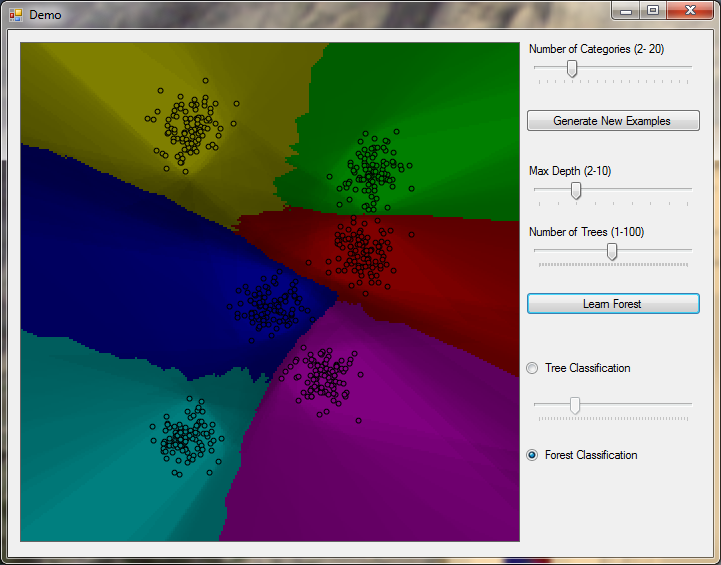 Demo
Number of Categories (2- 20)
Generate New Examples
Max Depth (2-10)
Number of Trees (1-100)
Learn Forest
Tree Classification
Forest Classification